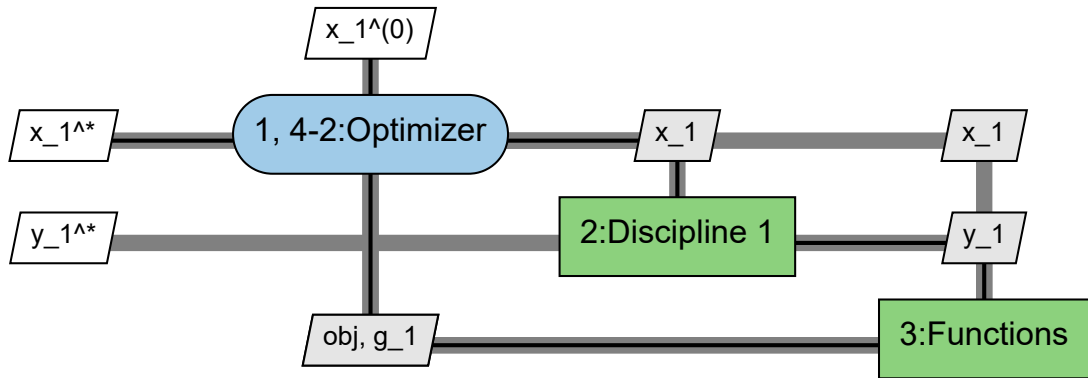 x_1^(0)
x_1^*
1, 4-2:Optimizer
x_1
x_1
y_1^*
2:Discipline 1
y_1
obj, g_1
3:Functions